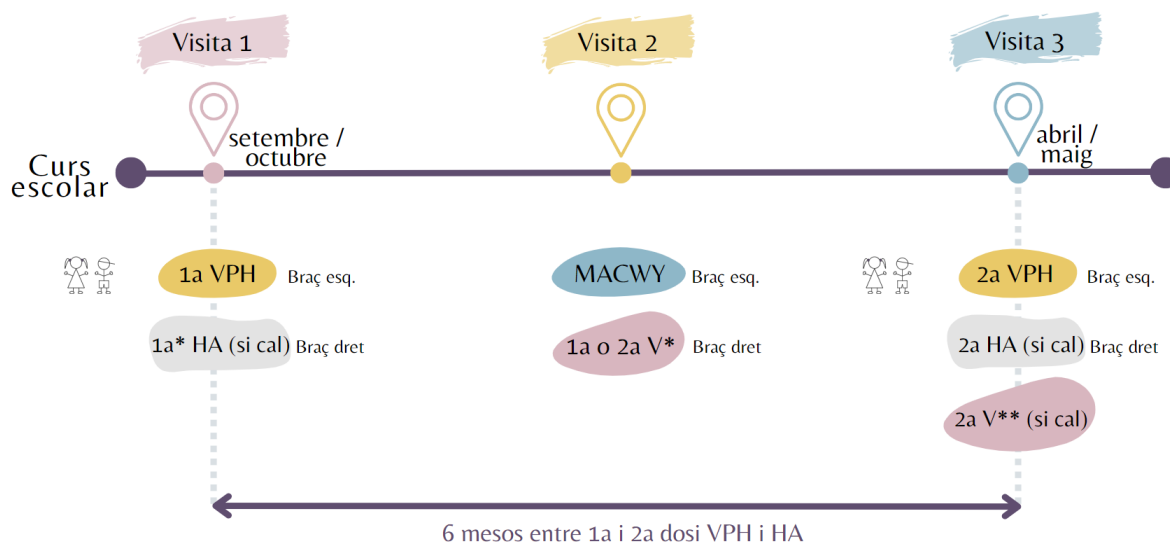 Visita 1
Visita 2
Visita 3
setembre /
octubre
abril /
maig
Curs
escolar
1a VPH
Braç esq.
MACWY
Braç esq.
2a VPH
Braç esq.
1a* HA (si cal)
Braç dret
1a o 2a V*
Braç dret
2a HA (si cal)
Braç dret
2a V** (si cal)
6 mesos entre 1a i 2a dosi VPH i HA